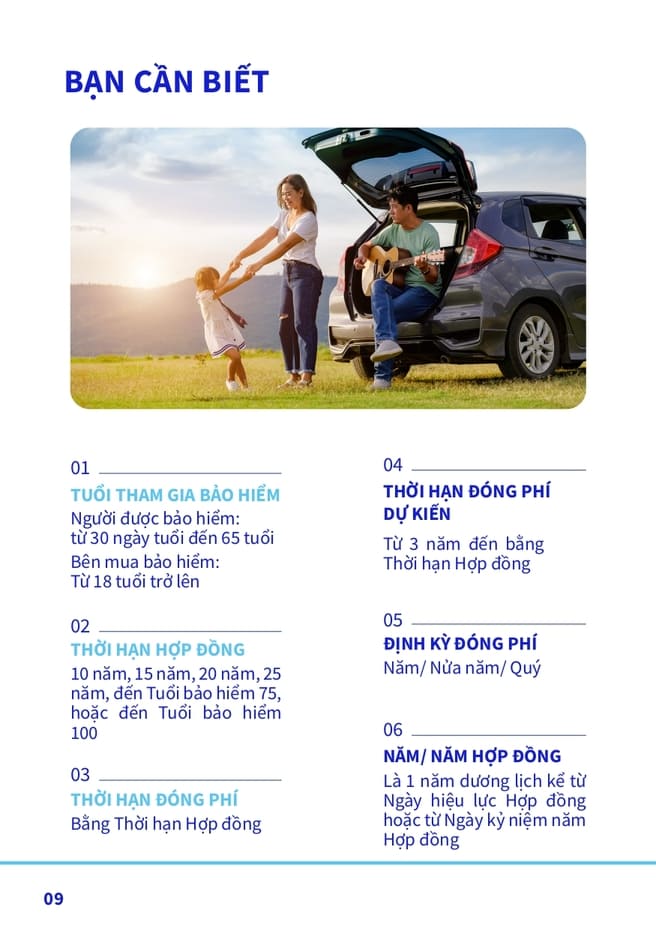 BẠN CẦN BIẾT
01
TUỔI THAM GIA BẢO HIỂM
Người được bảo hiểm:
từ 30 ngày tuổi đến 65 tuổi
Bên mua bảo hiểm:
Từ 18 tuổi trở lên
02
THỜI HẠN HỢP ĐỒNG
10 năm, 15 năm, 20 năm, 25
năm, đến Tuổi bảo hiểm 75,
hoặc đến Tuổi bảo hiểm
100
03
THỜI HẠN ĐÓNG PHÍ
Bằng Thời hạn Hợp đồng
04
THỜI HẠN ĐÓNG PHÍ
DỰ KIẾN
Từ 3 năm đến bằng
Thời hạn Hợp đồng
05
ĐỊNH KỲ ĐÓNG PHÍ
Năm/ Nửa năm/ Quý
06
NĂM/ NĂM HỢP ĐỒNG
Là 1 năm dương lịch kể từ
Ngày hiệu lực Hợp đồng
hoặc từ Ngày kỷ niệm năm
Hợp đồng
09